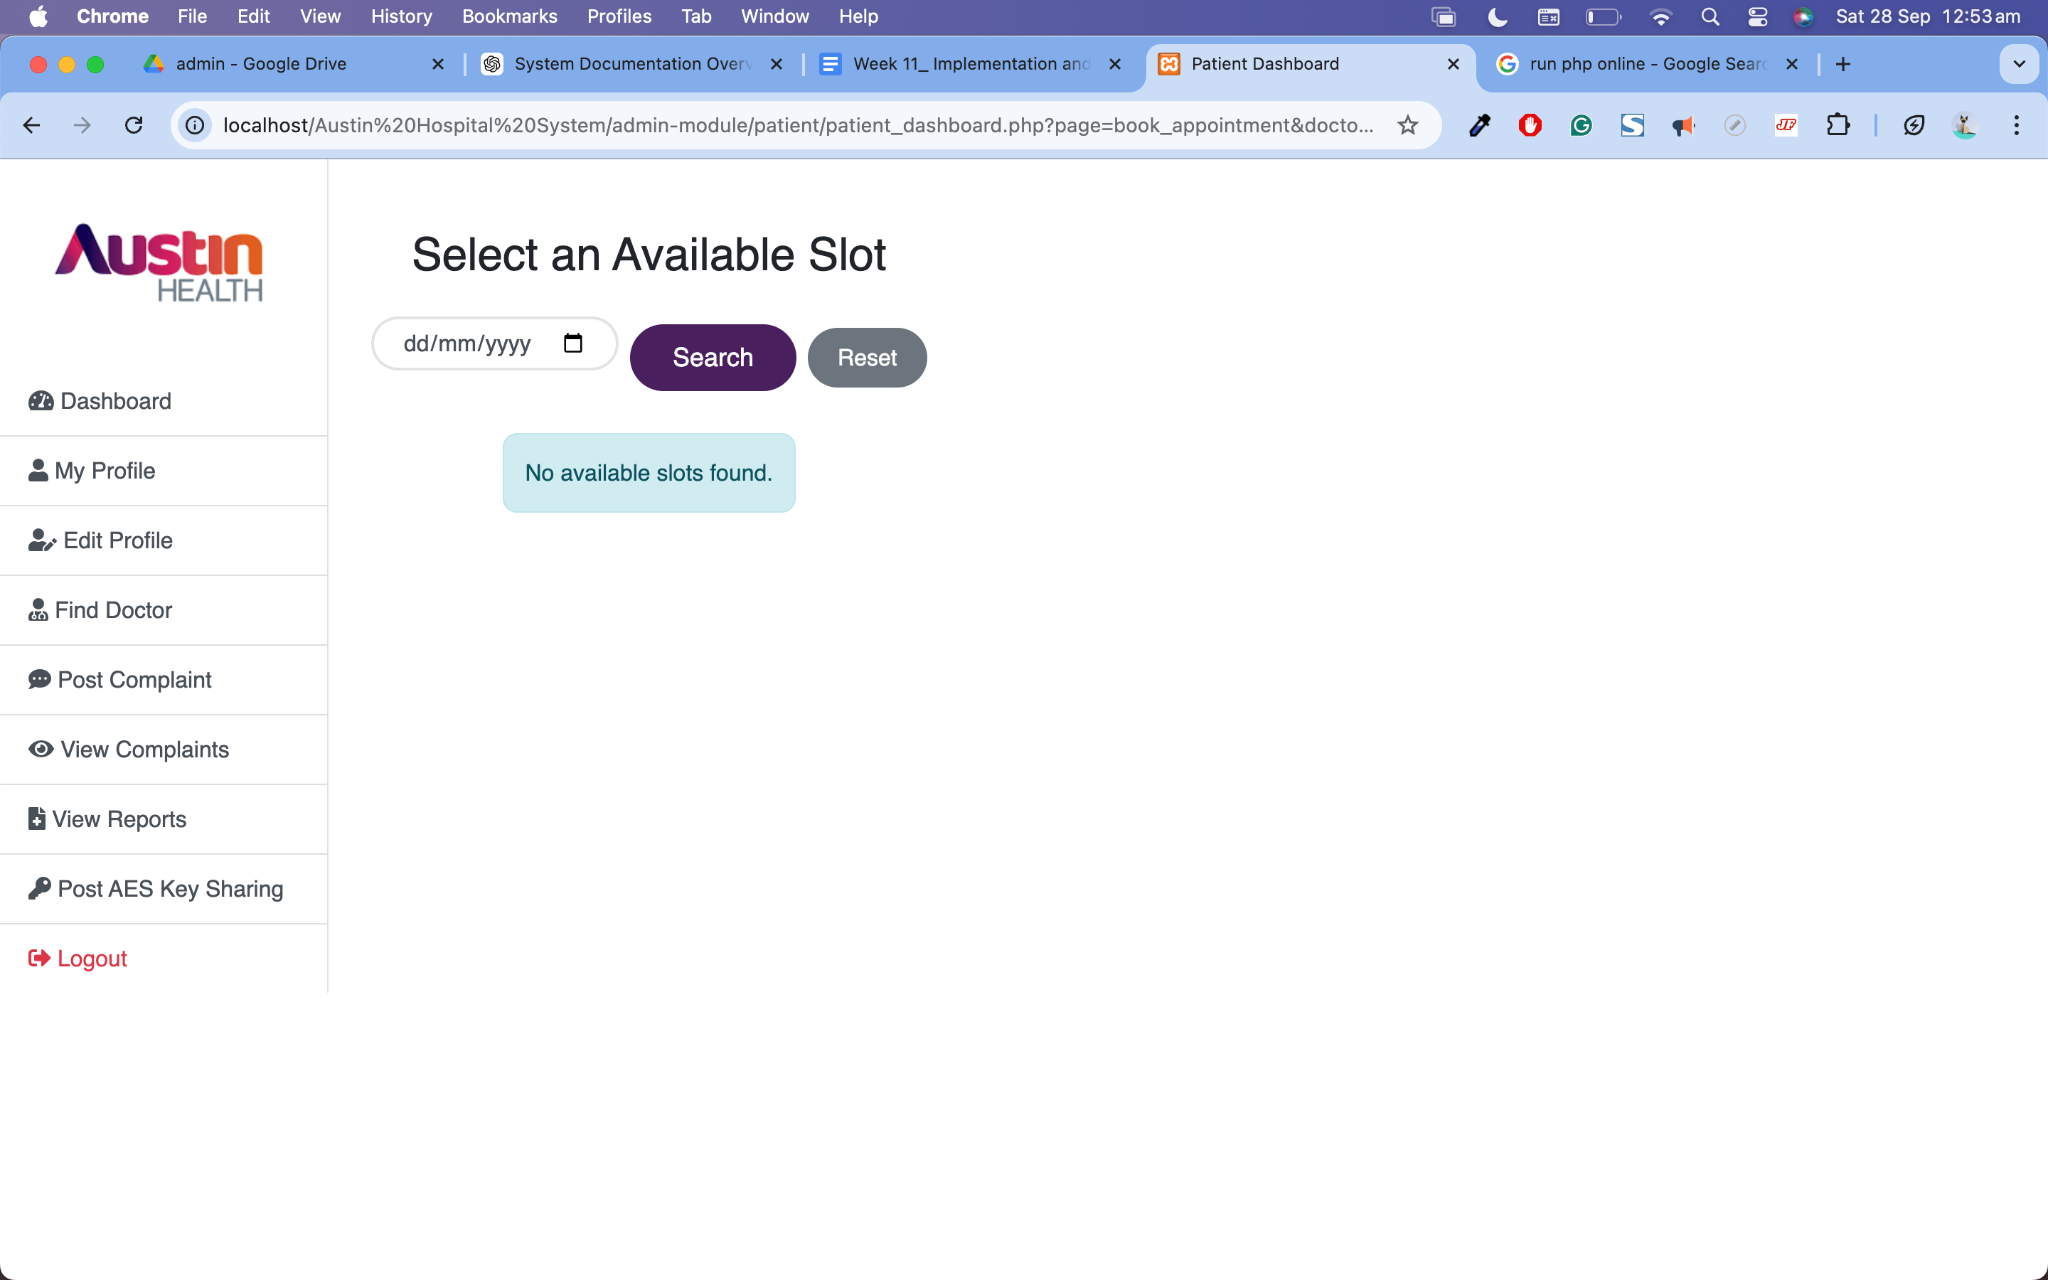 Chrome File Edit View History Bookmarks Profiles Tab Window Help Sat 28 Sep 12:53 am
admin - Google Drive System Documentation Over Week 11_ Implementation and Patient Dashboard run php online - Google Sear
localhost/Austin%20Hospital%20System/admin-module/patient/patient_dashboard.php?page=book_appointment&docto...
Austin
HEALTH
Select an Available Slot
dd/mm/yyyy Search Reset
No available slots found.
Dashboard
My Profile
Edit Profile
Find Doctor
Post Complaint
View Complaints
View Reports
Post AES Key Sharing
Logout